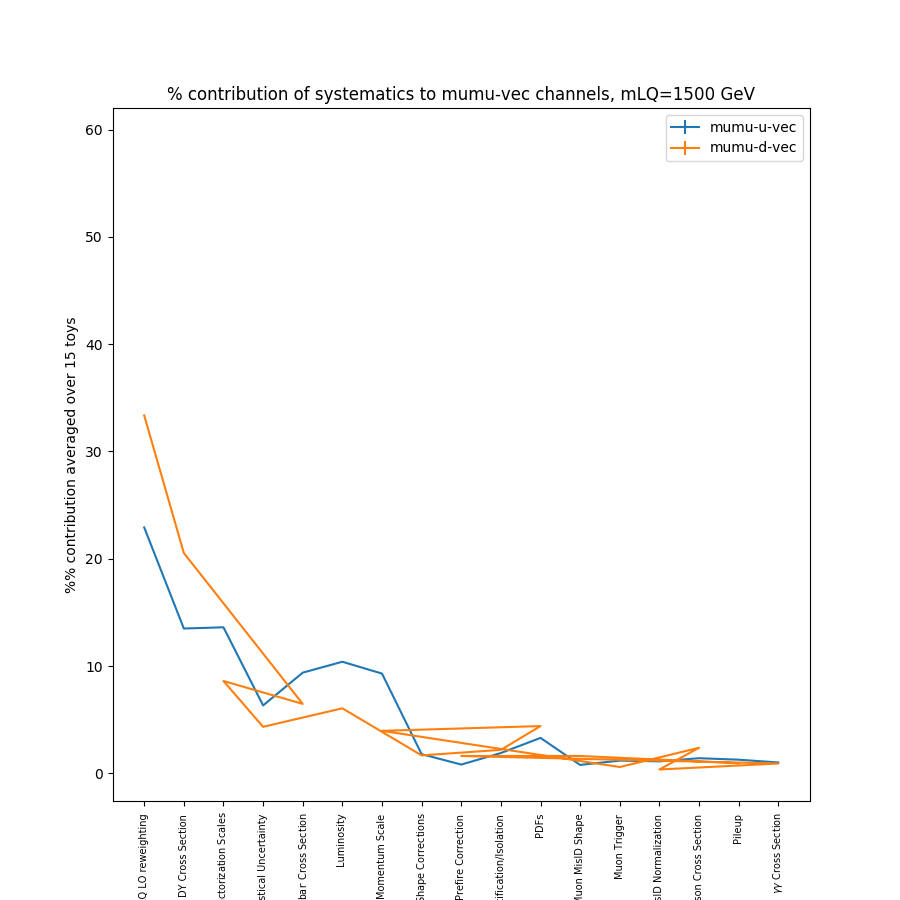 % contribution of systematics to mumu-vec channels, mLQ=1500 GeV
mumu-u-vec
mumu-d-vec
%% contribution averaged over 15 toys
60
50
40
30
20
10
0
Q LO reweighting
DY Cross Section
ctorization Scales
stical Uncertainty
bar Cross Section
Luminosity
Momentum Scale
Shape Corrections
Prefire Correction
tification/Isolation
PDFs
Muon MisID Shape
Muon Trigger
sID Normalization
son Cross Section
Pileup
γγ Cross Section